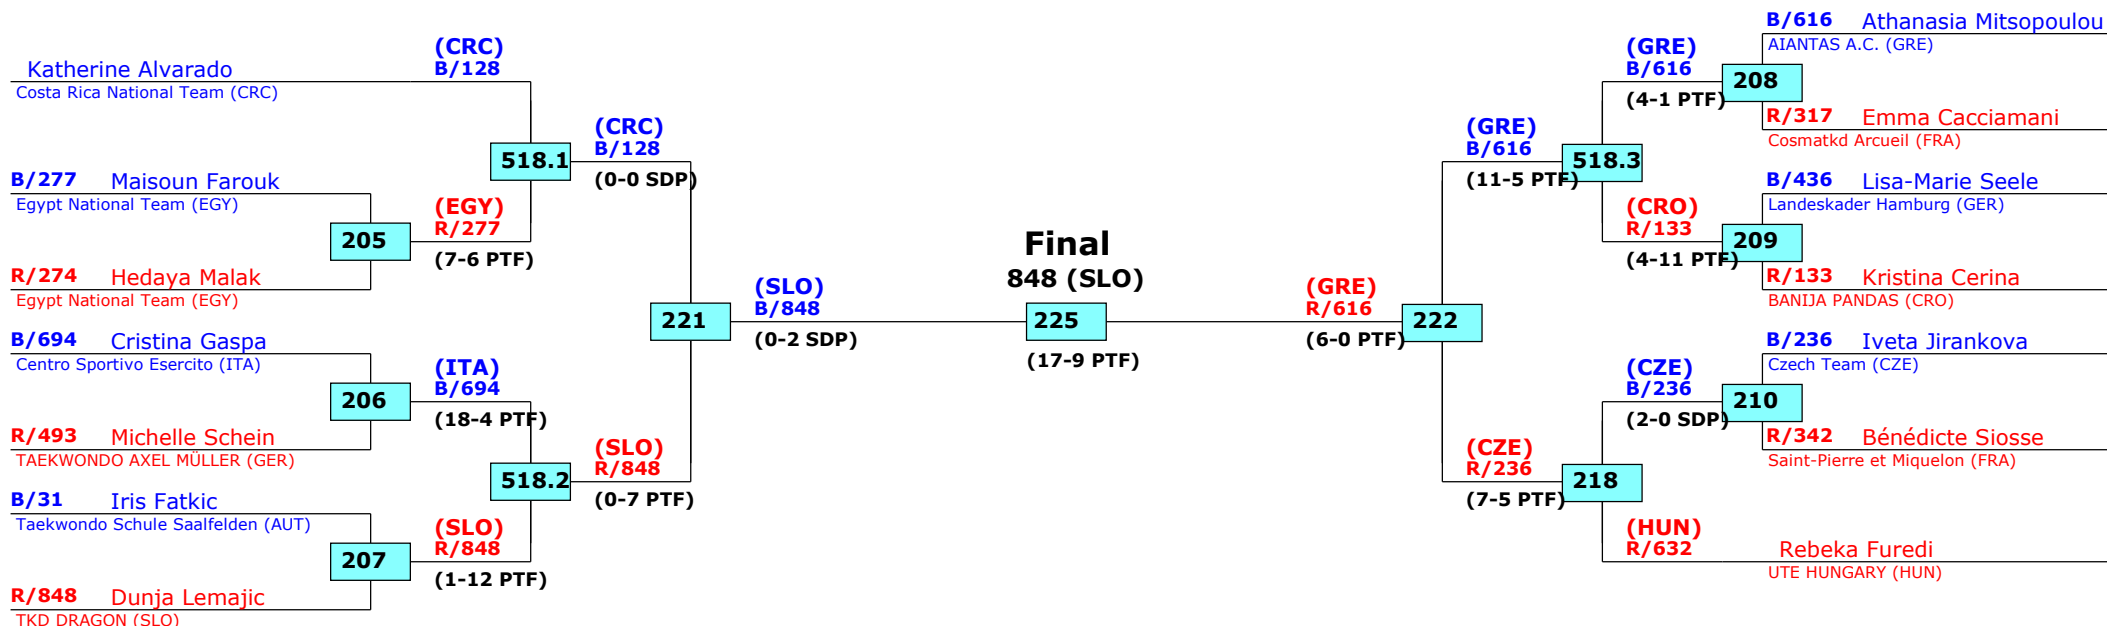 Katherine Alvarado
Costa Rica National Team (CRC)
B/277 Maisoun Farouk
Egypt National Team (EGY)
R/274 Hedaya Malak
Egypt National Team (EGY)
B/694 Cristina Gaspa
Centro Sportivo Esercito (ITA)
R/493 Michelle Schein
TAEKWONDO AXEL MÜLLER (GER)
B/31 Iris Fatkic
Taekwondo Schule Saalfelden (AUT)
R/848 Dunja Lemajic
TKD DRAGON (SLO)
205
206
207
(CRC)
B/128
(EGY)
R/277
(7-6 PTF)
(ITA)
B/694
(18-4 PTF)
(SLO)
R/848
(1-12 PTF)
518.1
518.2
(CRC)
B/128
(0-0 SDP)
(SLO)
R/848
(0-7 PTF)
221
(SLO)
B/848
(0-2 SDP)
Final
848 (SLO)
225
(17-9 PTF)
(GRE)
R/616
(6-0 PTF)
222
(GRE)
B/616
(11-5 PTF)
(CZE)
R/236
(7-5 PTF)
518.3
218
(GRE)
B/616
(4-1 PTF)
(CRO)
R/133
(4-11 PTF)
(CZE)
B/236
(2-0 SDP)
(HUN)
R/632
208
209
210
B/616 Athanasia Mitsopoulou
AIANTAS A.C. (GRE)
R/317 Emma Cacciamani
Cosmatkd Arcueil (FRA)
B/436 Lisa-Marie Seele
Landeskader Hamburg (GER)
R/133 Kristina Cerina
BANIJA PANDAS (CRO)
B/236 Iveta Jirankova
Czech Team (CZE)
R/342 Bénédicte Siosse
Saint-Pierre et Miquelon (FRA)
Rebeka Furedi
UTE HUNGARY (HUN)